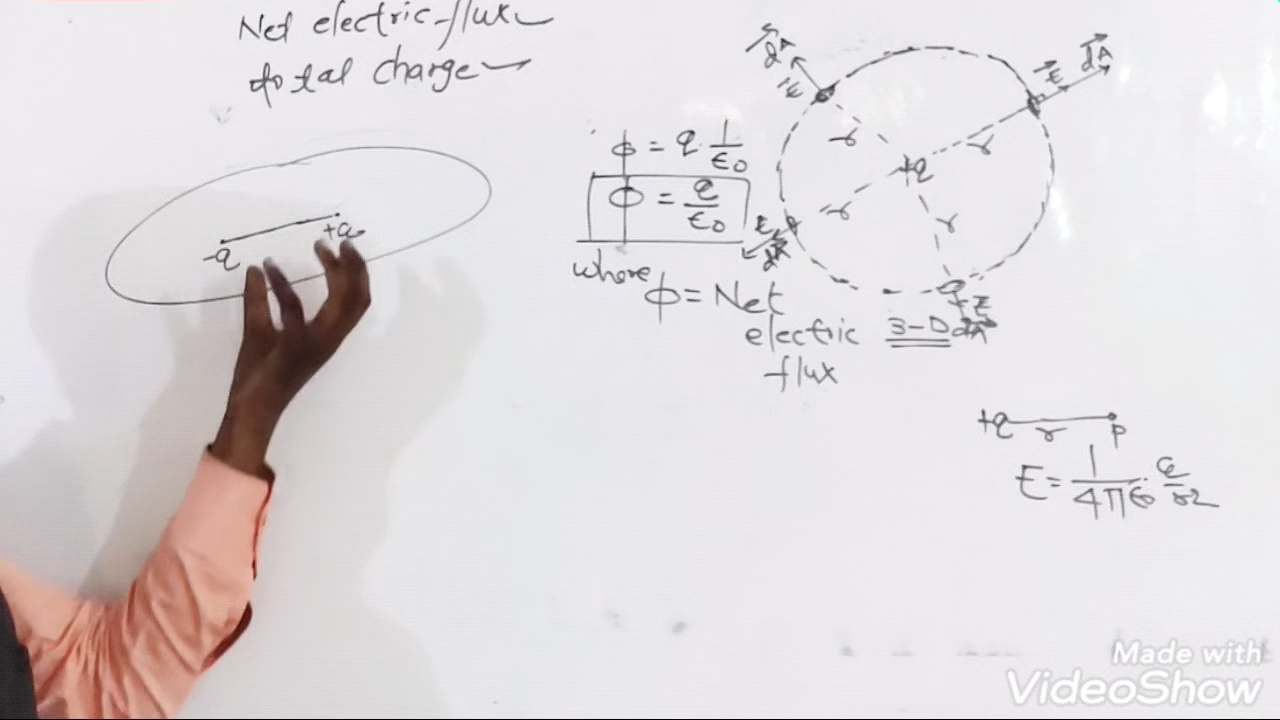 Net electric flux
total charge
-q
+q
ϕ = q 1/ε0
ϕ = q/ε0
where
ϕ = Net
electric
flux
3-D
dA
E
E
dA
r
r
+q
r
r
E
dA
E
dA
+q
r
P
E = 1/4πε0 · q/r2
Made with
VideoShow